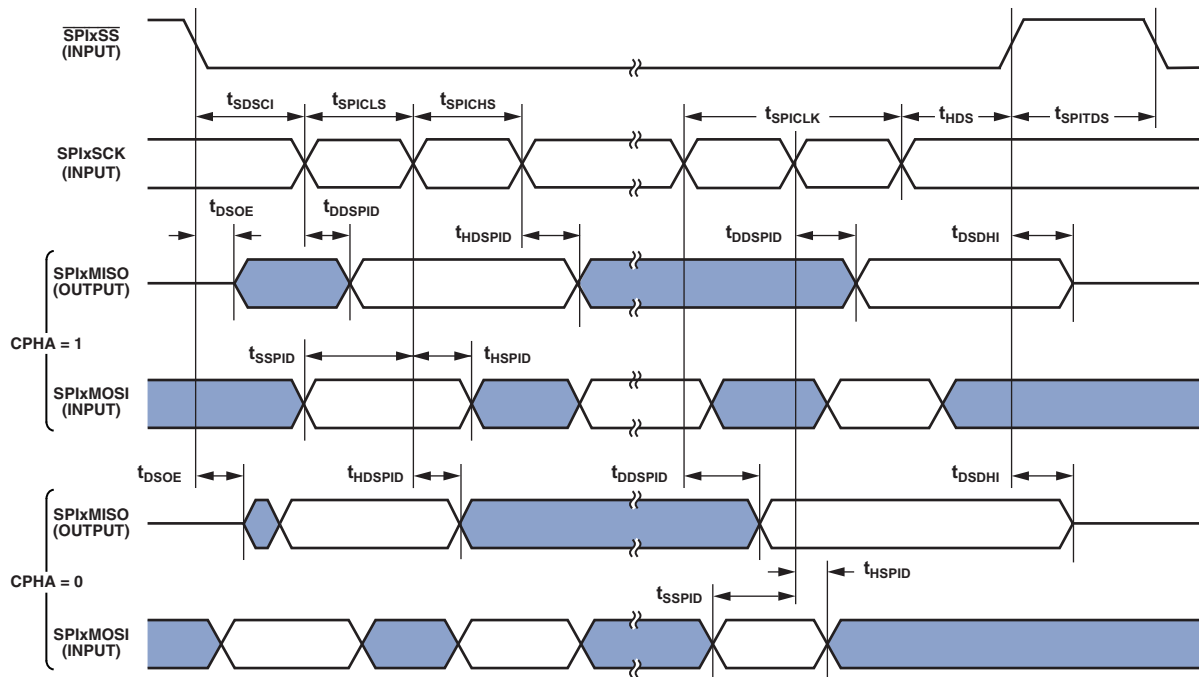 SPIxSS
(INPUT)
tSDSCI tSPICLS tSPICHS tSPICLK tHDS tSPITDS
SPIxSCK
(INPUT)
tDSOE tDDSPID tHDSPID tDDSPID tDSDHI
SPIxMISO
(OUTPUT)
CPHA = 1
tSSPID tHSPID
SPIxMOSI
(INPUT)
tDSOE tHDSPID tDDSPID tDSDHI
SPIxMISO
(OUTPUT)
CPHA = 0
tHSPID
tSSPID
SPIxMOSI
(INPUT)